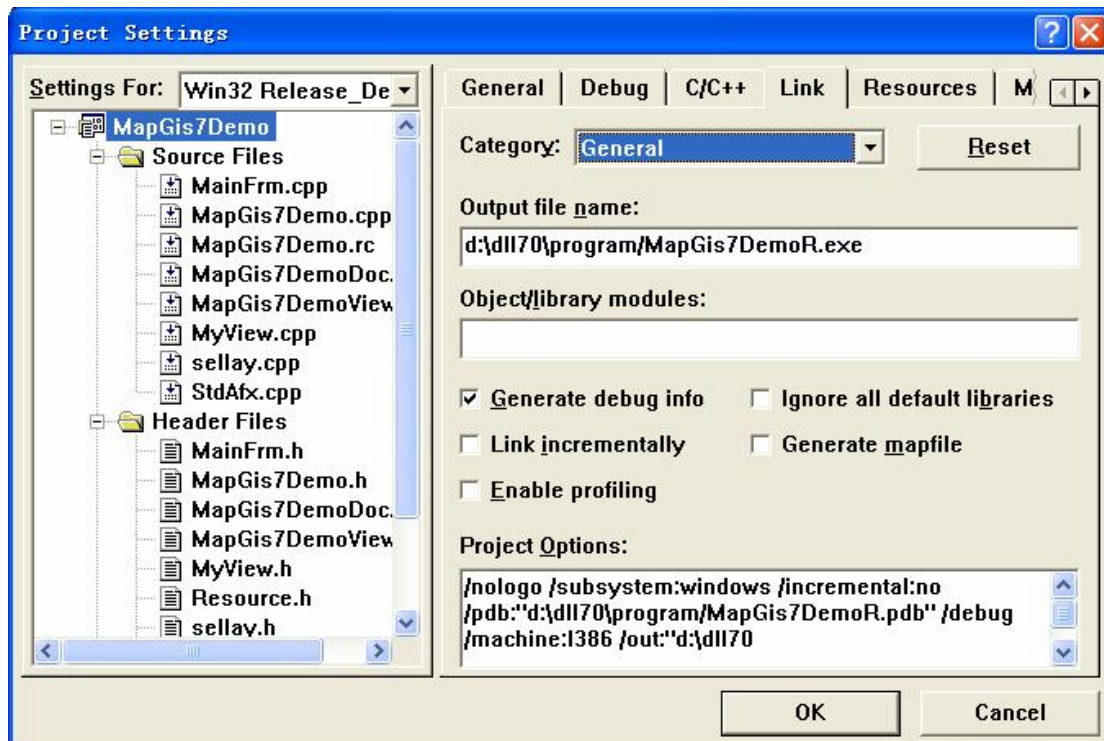 Project Settings
Settings For: Win32 Release_De
MapGis7Demo
Source Files
MainFrm.cpp
MapGis7Demo.cpp
MapGis7Demo.rc
MapGis7DemoDoc.
MapGis7DemoView
MyView.cpp
sellay.cpp
StdAfx.cpp
Header Files
MainFrm.h
MapGis7Demo.h
MapGis7DemoDoc.
MapGis7DemoView
MyView.h
Resource.h
sellay.h
General Debug C/C++ Link Resources M
Category: General Reset
Output file name:
d:\dll70\program/MapGis7DemoR.exe
Object/library modules:
Generate debug info Ignore all default libraries
Link incrementally Generate mapfile
Enable profiling
Project Options:
/nologo /subsystem:windows /incremental:no
/pdb:"d:\dll70\program/MapGis7DemoR.pdb" /debug
/machine:I386 /out:"d:\dll70
OK Cancel